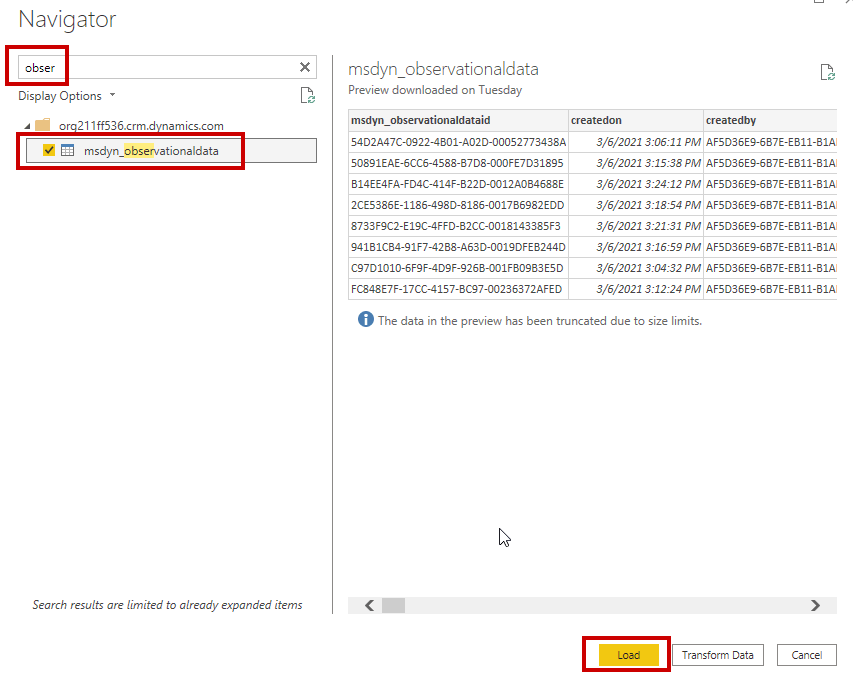 Navigator
obser
Display Options
org211ff536.crm.dynamics.com
msdyn_observationaldata
Search results are limited to already expanded items
msdyn_observationaldata
Preview downloaded on Tuesday
msdyn_observationaldataid createdon createdby
54D2A47C-0922-4B01-A02D-00052773438A 3/6/2021 3:06:11 PM AF5D36E9-6B7E-EB11-B1A
50891EAE-6CC6-4588-B7D8-000FE7D31895 3/6/2021 3:15:38 PM AF5D36E9-6B7E-EB11-B1A
B14EE4FA-FD4C-414F-B22D-0012A0B4688E 3/6/2021 3:24:12 PM AF5D36E9-6B7E-EB11-B1A
2CE5386E-1186-498D-8186-0017B6982EDD 3/6/2021 3:18:54 PM AF5D36E9-6B7E-EB11-B1A
8733F9C2-E19C-4FFD-B2CC-0018143385F3 3/6/2021 3:21:31 PM AF5D36E9-6B7E-EB11-B1A
941B1CB4-91F7-42B8-A63D-0019DFEB244D 3/6/2021 3:16:59 PM AF5D36E9-6B7E-EB11-B1A
C97D1010-6F9F-4D9F-926B-001FB09B3E5D 3/6/2021 3:04:32 PM AF5D36E9-6B7E-EB11-B1A
FC848E7F-17CC-4157-BC97-00236372AFED 3/6/2021 3:12:24 PM AF5D36E9-6B7E-EB11-B1A
The data in the preview has been truncated due to size limits.
Load Transform Data Cancel